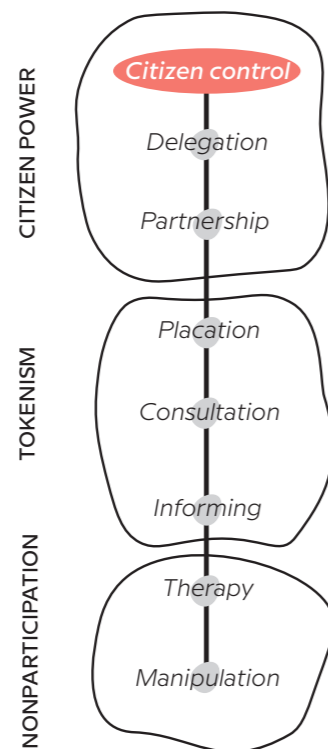 CITIZEN POWER
Citizen control
Delegation
Partnership
TOKENISM
Placation
Consultation
Informing
NONPARTICIPATION
Therapy
Manipulation